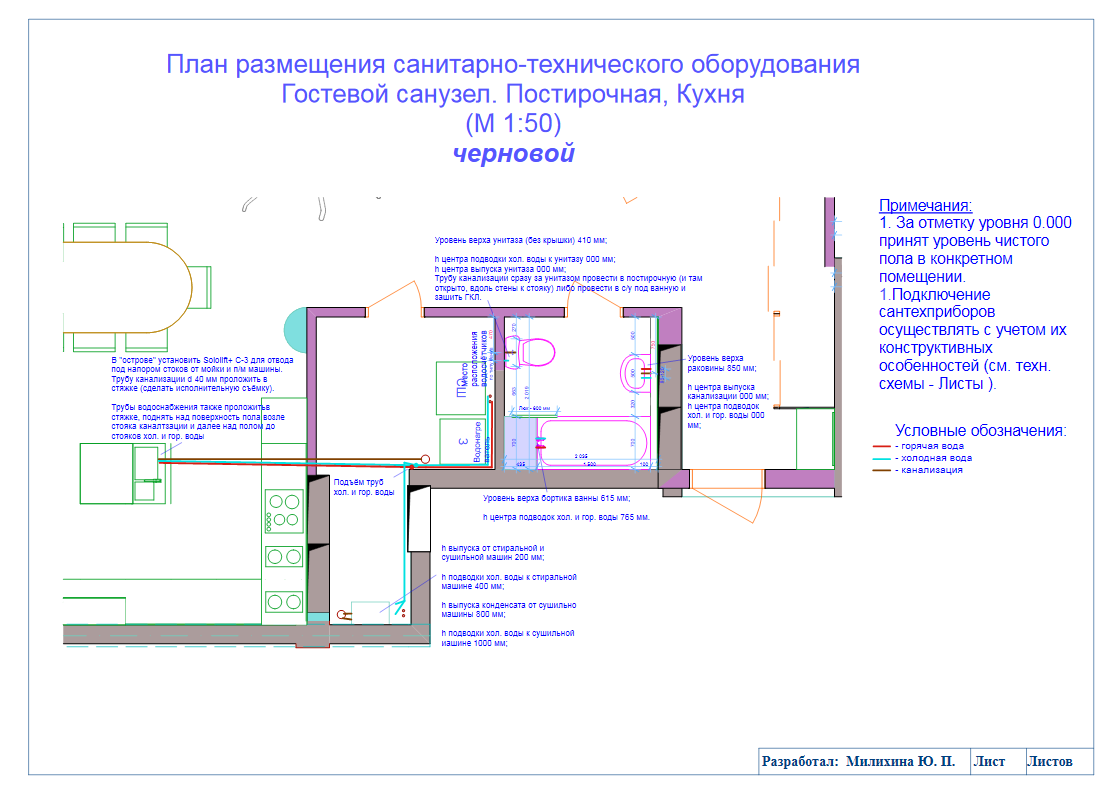 План размещения санитарно-технического оборудования
Гостевой санузел. Постирочная, Кухня
(М 1:50)
черновой
Примечания:
1. За отметку уровня 0.000
принят уровень чистого
пола в конкретном
помещении.
1.Подключение
сантехприборов
осуществлять с учетом их
конструктивных
особенностей (см. техн.
схемы - Листы ).
Условные обозначения:
- горячая вода
- холодная вода
- канализация
Уровень верха унитаза (без крышки) 410 мм;
h центра подводки хол. воды к унитазу 000 мм;
h центра выпуска унитаза 000 мм;
Трубу канализации сразу за унитазом провести в постирочную (и там
открыто, вдоль стены к стояку) либо провести в с/у под ванную и
зашить ГКЛ.
В "острове" установить Sololift+ C-3 для отвода
под напором стоков от мойки и п/м машины.
Трубу канализации d 40 мм проложить в
стяжке (сделать исполнительную съёмку).
Трубы водоснабжения также проложитьв
стяжке, поднять над поверхность пола возле
стояка каналтзации и далее над полом до
стояков хол. и гор. воды
Место
расположения
водосчетчиков
Люк - 600 мм
Уровень верха
раковины 850 мм;
h центра выпуска
канализации 000 мм;
h центра подводок
хол. и гор. воды 000
мм;
2 035
1 500
Подъём труб
хол. и гор. воды
Уровень верха бортика ванны 615 мм;
h центра подводок хол. и гор. воды 765 мм.
h выпуска от стиральной и
сушильной машин 200 мм;
h подводки хол. воды к стиральной
машине 400 мм;
h выпуска конденсата от сушильно
машины 800 мм;
h подводки хол. воды к сушильной
иашине 1000 мм;
Разработал: Милихина Ю. П.
Лист
Листов